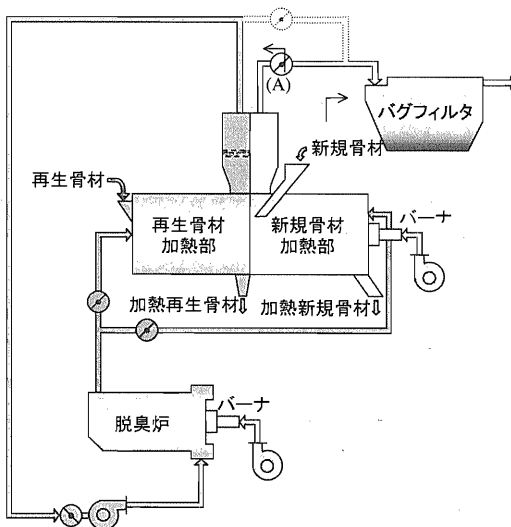 (A)
バグフィルタ
新規骨材
再生骨材
再生骨材
加熱部
新規骨材
加熱部
バーナ
加熱再生骨材
加熱新規骨材
脱臭炉
バーナ